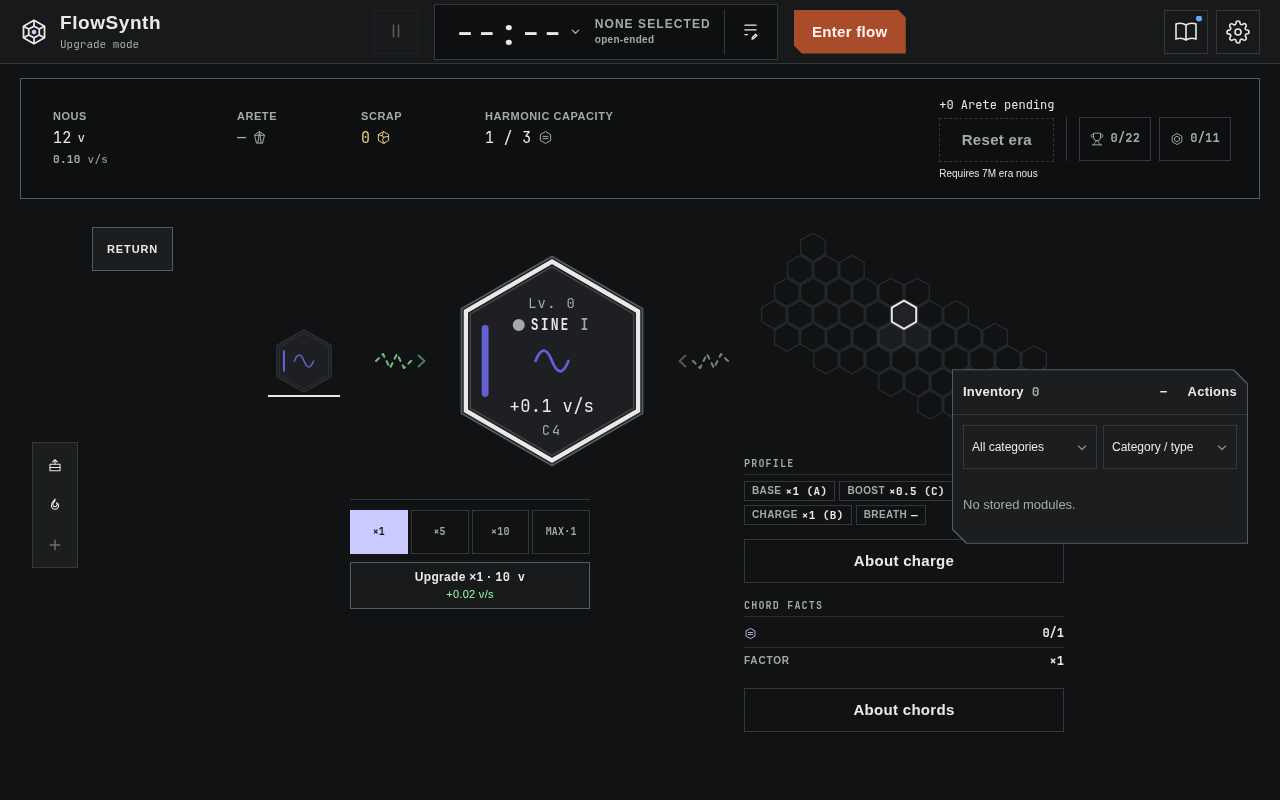 FlowSynth
Upgrade mode
– – : – –
NONE SELECTED
open-ended
Enter flow
NOUS
12 v
0.10 v/s
ARETE
–
SCRAP
0
HARMONIC CAPACITY
1 / 3
+0 Arete pending
Reset era
Requires 7M era nous
0/22
0/11
RETURN
Lv. 0
SINE I
+0.1 v/s
C4
×1
×5
×10
MAX·1
Upgrade ×1 · 10 v
+0.02 v/s
PROFILE
BASE ×1 (A)
BOOST ×0.5 (C)
CHARGE ×1 (B)
BREATH –
About charge
CHORD FACTS
0/1
FACTOR
×1
About chords
Inventory 0
–
Actions
All categories
Category / type
No stored modules.